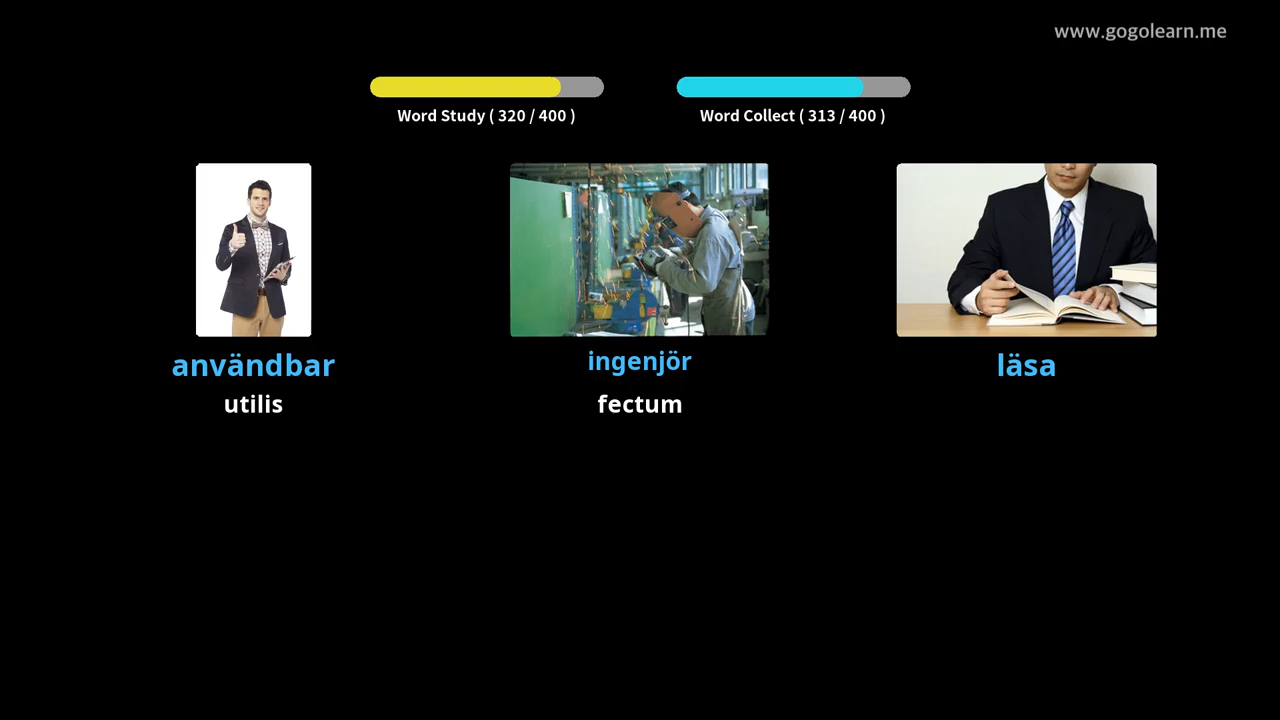 www.gogolearn.me
Word Study ( 320 / 400 )
Word Collect ( 313 / 400 )
användbar
ingenjör
läsa
utilis
fectum